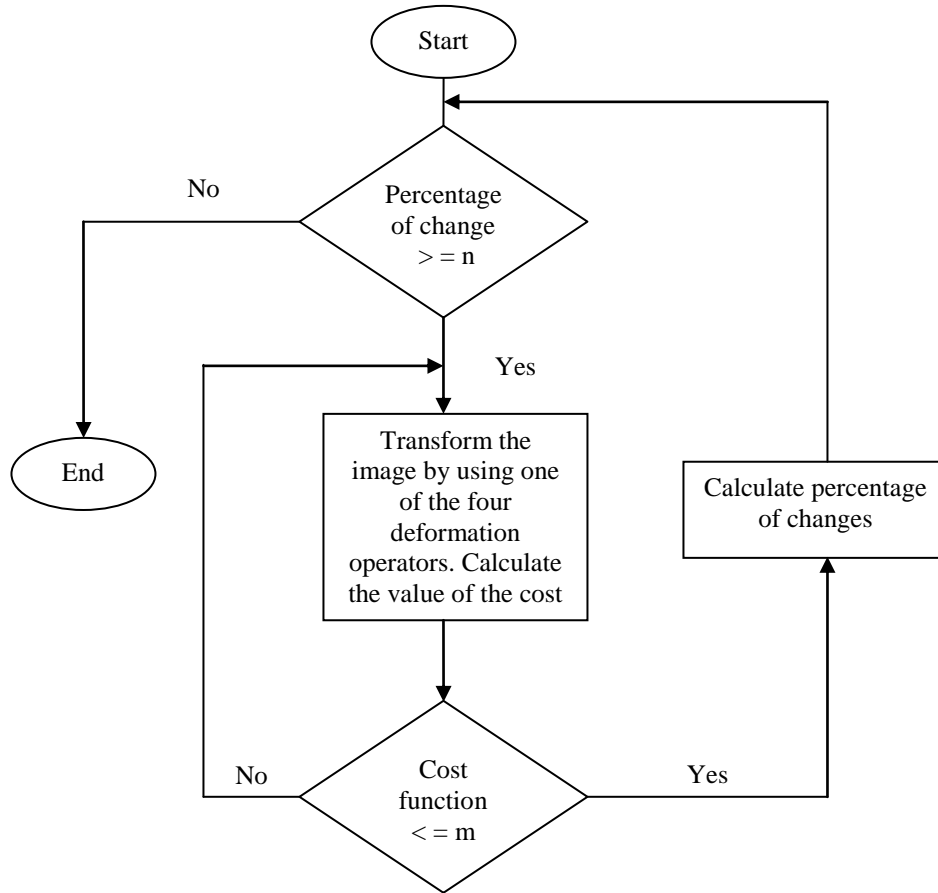 Start
No
Percentage
of change
> = n
Yes
Transform the
image by using one
of the four
deformation
operators. Calculate
the value of the cost
End
Calculate percentage
of changes
No
Cost
function
< = m
Yes